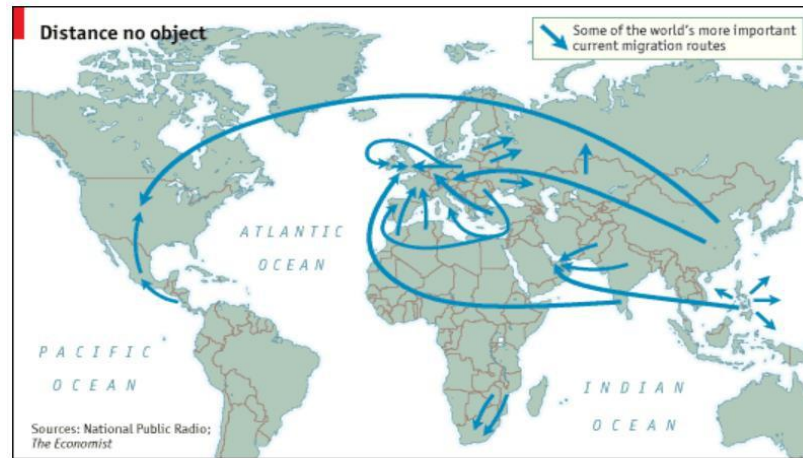 Distance no object
Some of the world's more important
current migration routes
ATLANTIC
OCEAN
PACIFIC
OCEAN
INDIAN
OCEAN
Sources: National Public Radio;
The Economist